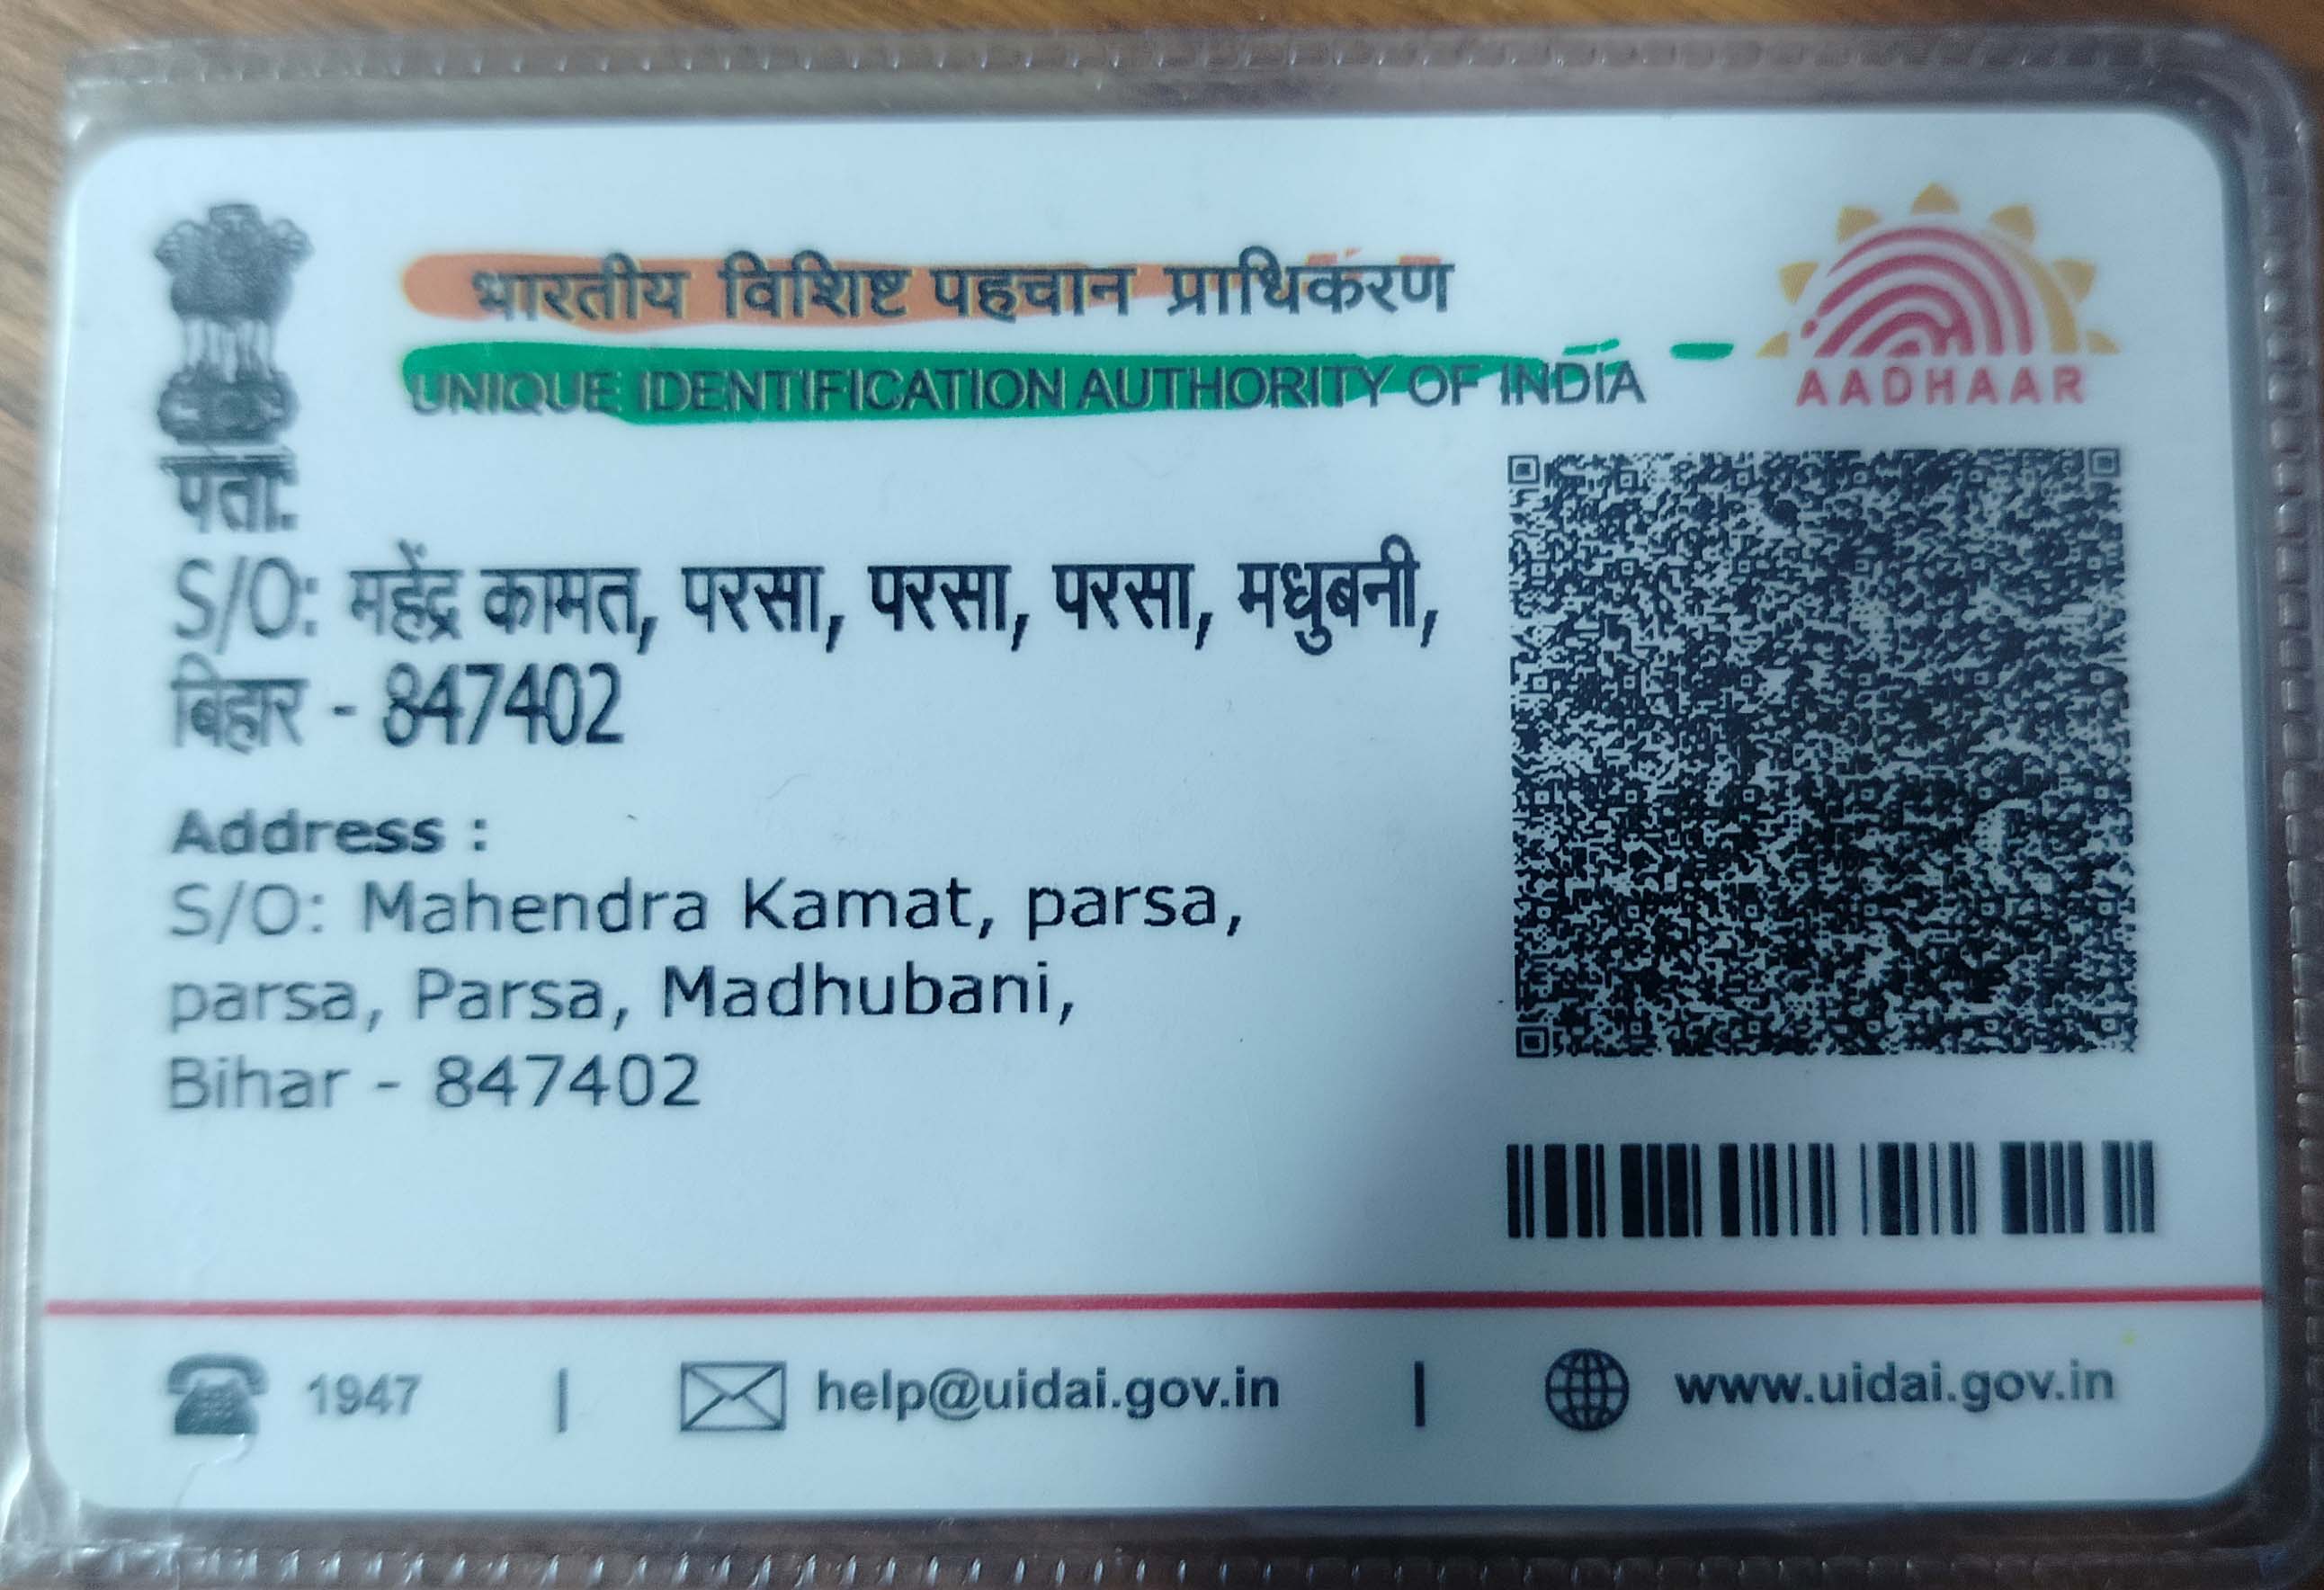 भारतीय विशिष्ट पहचान प्राधिकरण
UNIQUE IDENTIFICATION AUTHORITY OF INDIA
AADHAAR
पता:
S/O: महेंद्र कामत, परसा, परसा, परसा, मधुबनी,
बिहार - 847402
Address :
S/O: Mahendra Kamat, parsa,
parsa, Parsa, Madhubani,
Bihar - 847402
1947 | help@uidai.gov.in | www.uidai.gov.in